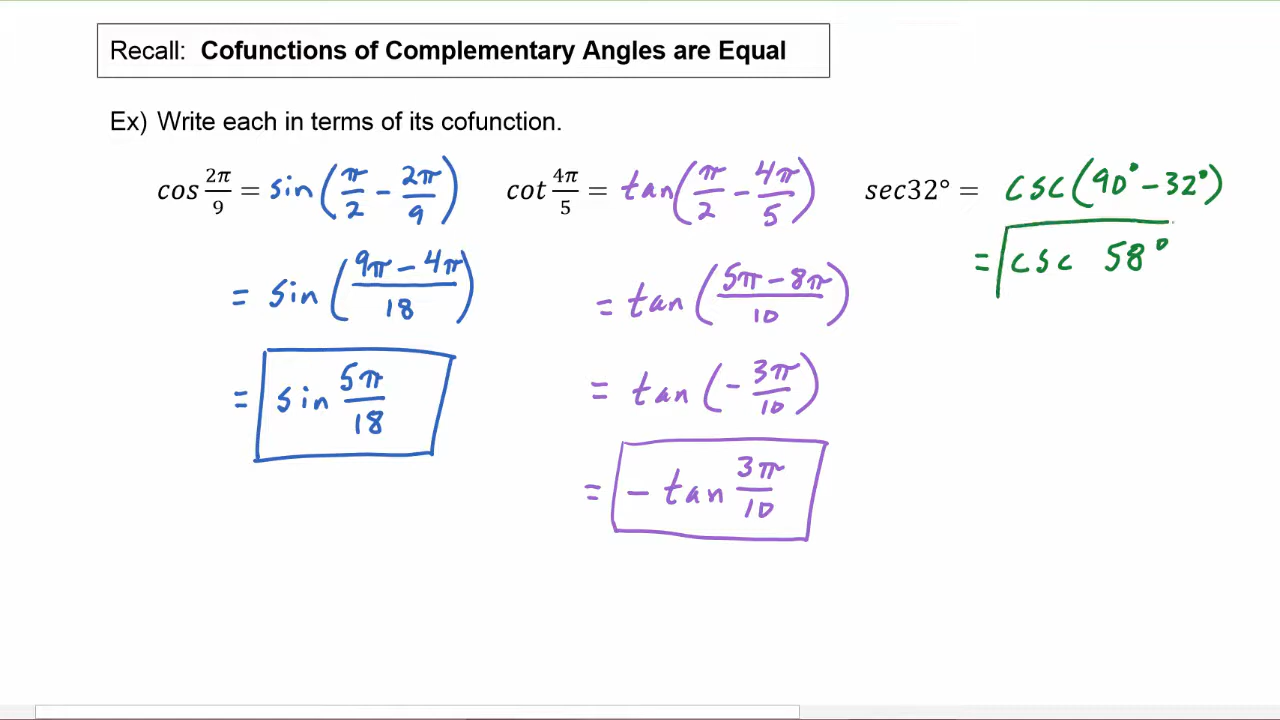 Recall: Cofunctions of Complementary Angles are Equal
Ex) Write each in terms of its cofunction.
cos 2π/9 = sin(π/2 − 2π/9)
= sin((9π − 4π)/18)
= sin 5π/18
cot 4π/5 = tan(π/2 − 4π/5)
= tan((5π − 8π)/10)
= tan(−3π/10)
= − tan 3π/10
sec32° = csc(90° − 32°)
= csc 58°